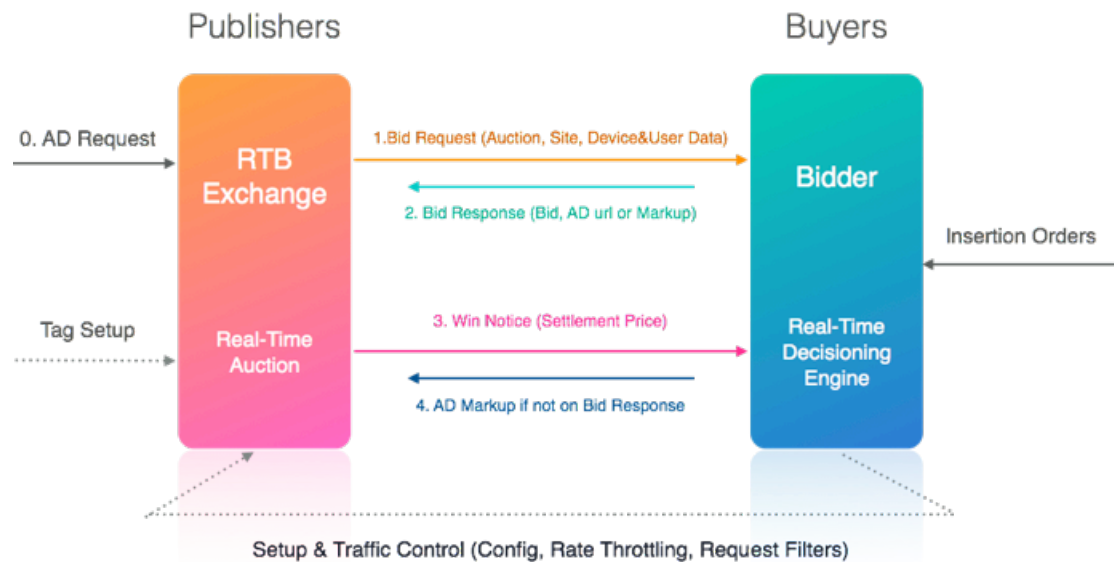 Publishers
Buyers
0. AD Request
RTB
Exchange
1.Bid Request (Auction, Site, Device&User Data)
Bidder
2. Bid Response (Bid, AD url or Markup)
Insertion Orders
Tag Setup
Real-Time
Auction
3. Win Notice (Settlement Price)
Real-Time
Decisioning
Engine
4. AD Markup if not on Bid Response
Setup & Traffic Control (Config, Rate Throttling, Request Filters)